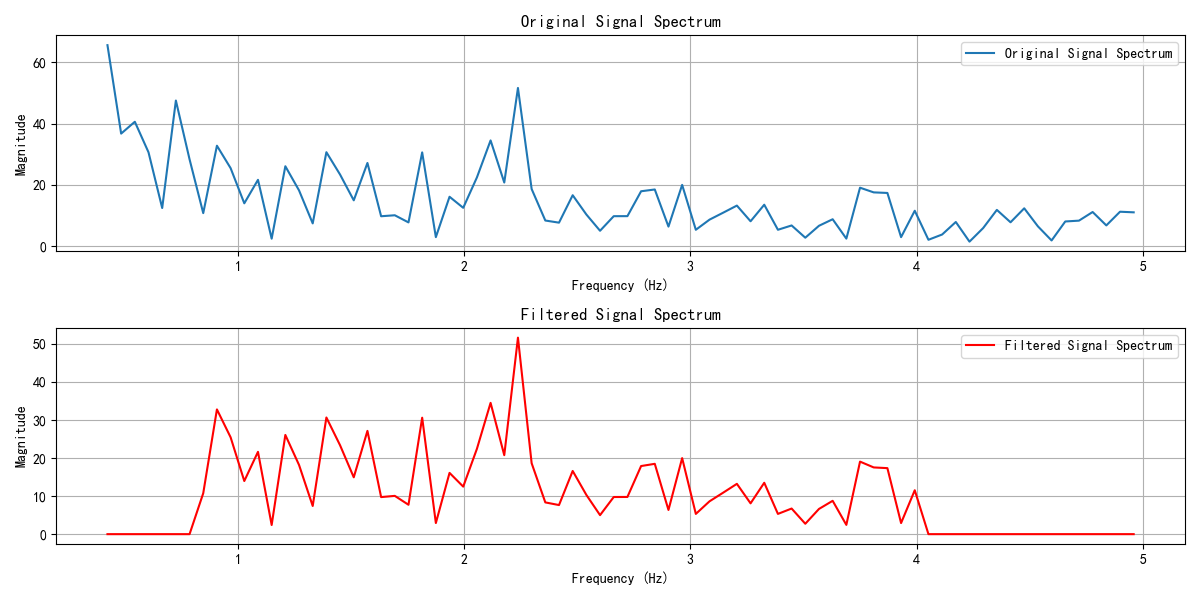 Original Signal Spectrum
Original Signal Spectrum
Magnitude
60
40
20
0
1 2 3 4 5
Frequency (Hz)
Filtered Signal Spectrum
Filtered Signal Spectrum
Magnitude
50
40
30
20
10
0
1 2 3 4 5
Frequency (Hz)